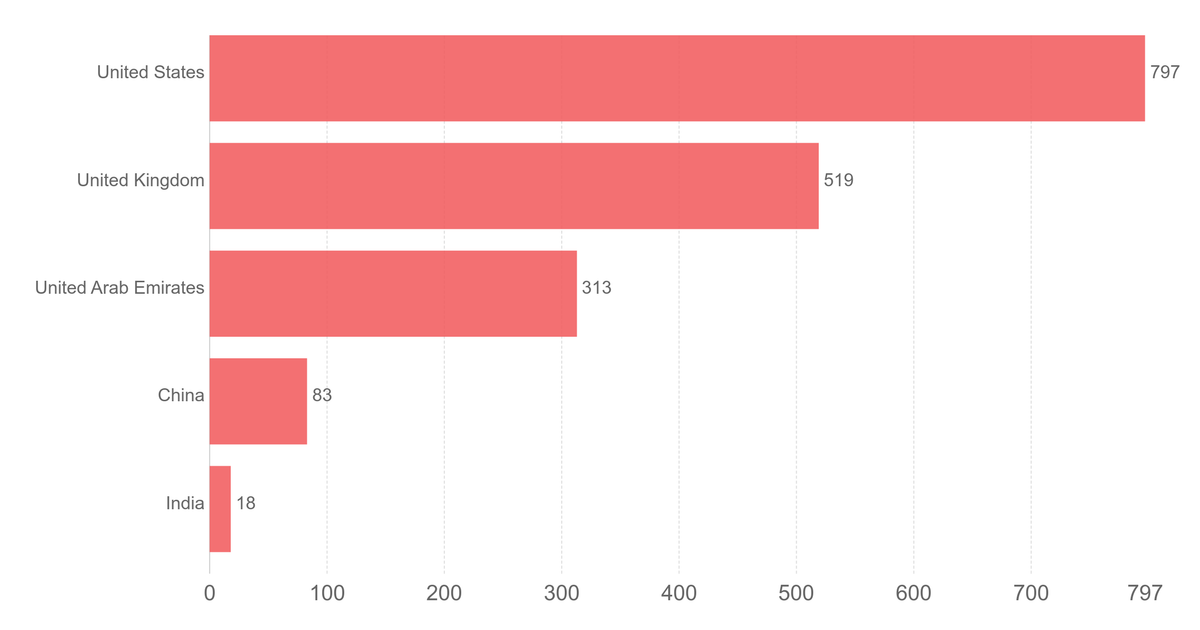 United States 797
United Kingdom 519
United Arab Emirates 313
China 83
India 18
0 100 200 300 400 500 600 700 797